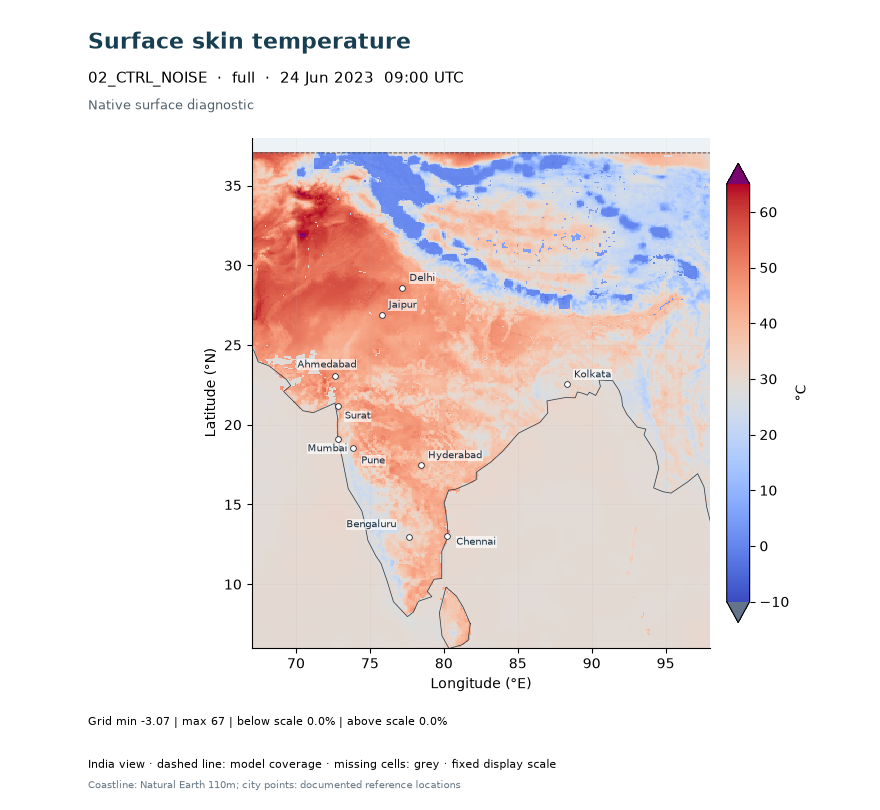 Surface skin temperature
02_CTRL_NOISE · full · 24 Jun 2023 09:00 UTC
Native surface diagnostic
35
30
25
20
15
10
Latitude (°N)
70 75 80 85 90 95
Longitude (°E)
Delhi
Jaipur
Ahmedabad
Kolkata
Surat
Mumbai
Pune
Hyderabad
Bengaluru
Chennai
60
50
40
30
20
10
0
−10
°C
Grid min -3.07 | max 67 | below scale 0.0% | above scale 0.0%
India view · dashed line: model coverage · missing cells: grey · fixed display scale
Coastline: Natural Earth 110m; city points: documented reference locations